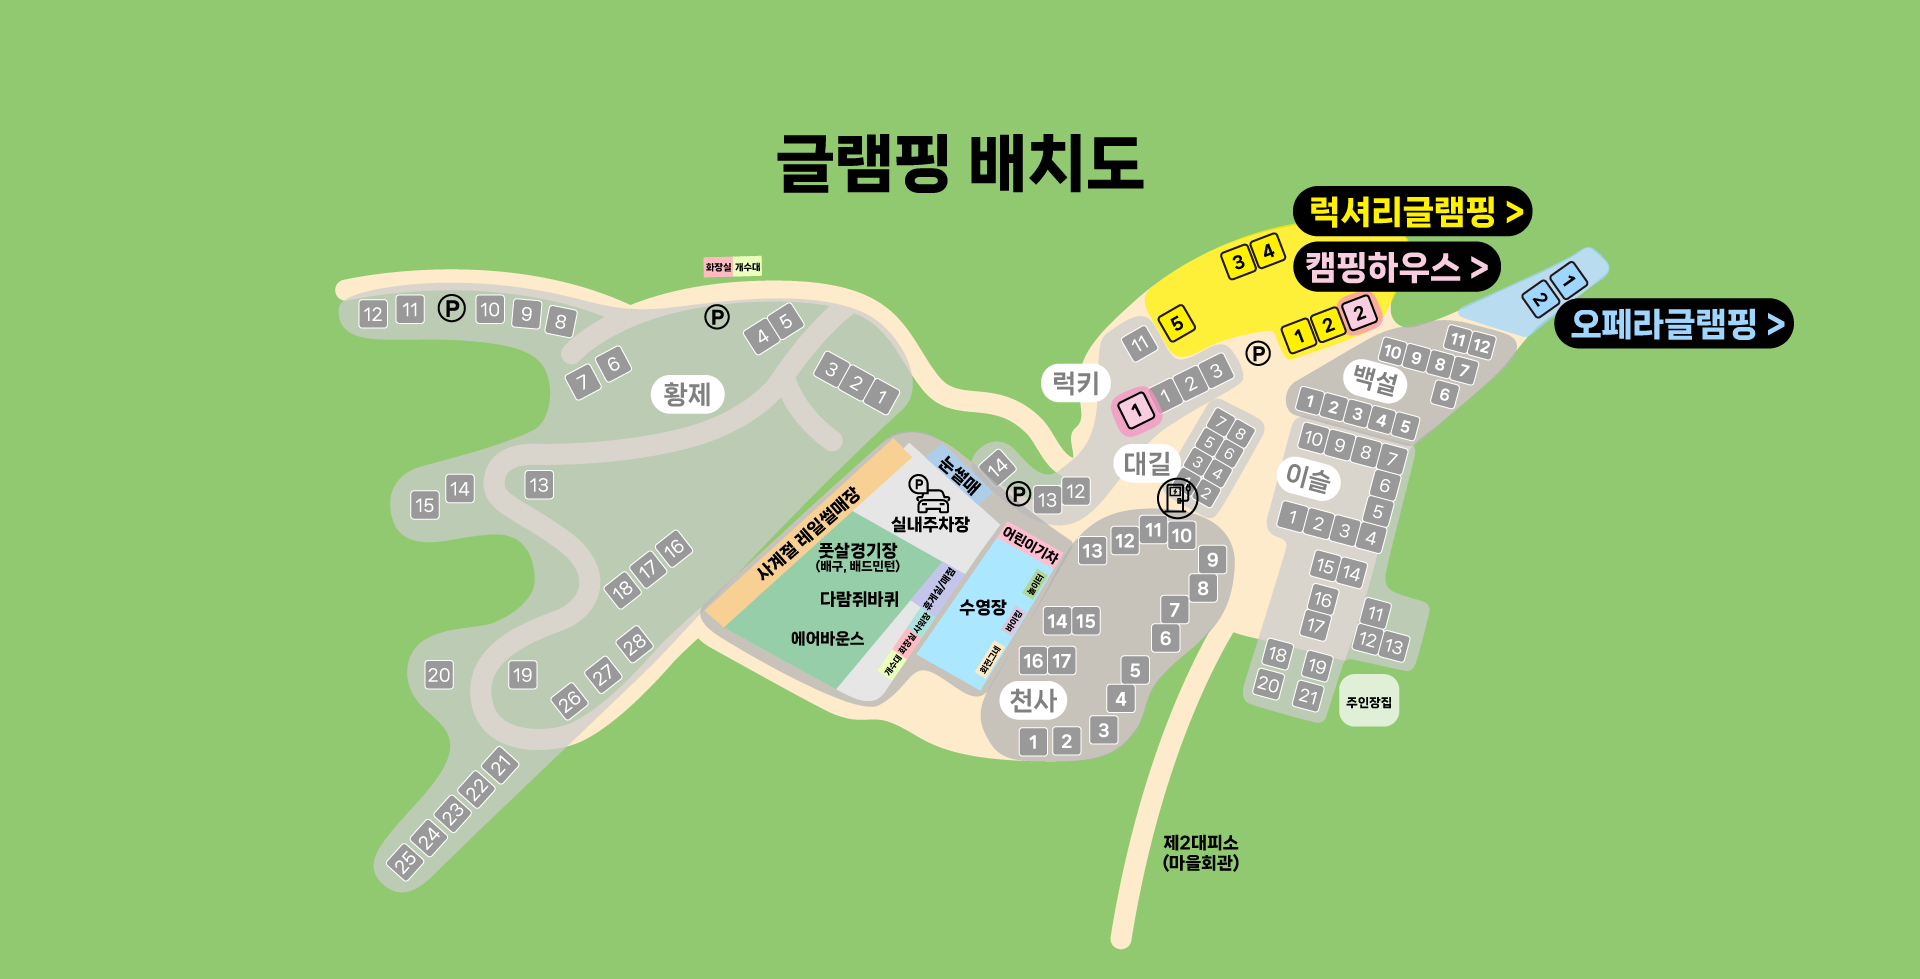 글램핑 배치도
럭셔리글램핑 >
캠핑하우스 >
오페라글램핑 >
화장실 개수대
12 11 P 10 9 8
P
4 5
7 6
3 2 1
황제
15 14 13
18 17 16
20 19
26 27 28
25 24 23 22 21
3 4
5
1 2 2
P
11
럭키
1 1 2 3
14
P 13 12
대길
7 8
5 6
3 4
2
11 12
10 9 8 7
백설
6
1 2 3 4 5
10 9 8 7
이슬
6
5
1 2 3 4
15 14
16
17
11
12 13
18 19
20 21
주인장집
2 1
눈썰매
P
실내주차장
사계절 레일썰매장
풋살경기장
(배구, 배드민턴)
다람쥐바퀴
에어바운스
휴게실/매점
샤워장
화장실
개수대
어린이기차
수영장
놀이터
바이킹
회전그네
13 12 11 10
9
8
7
6
14 15
16 17
5
4
3
천사
1 2
제2대피소
(마을회관)